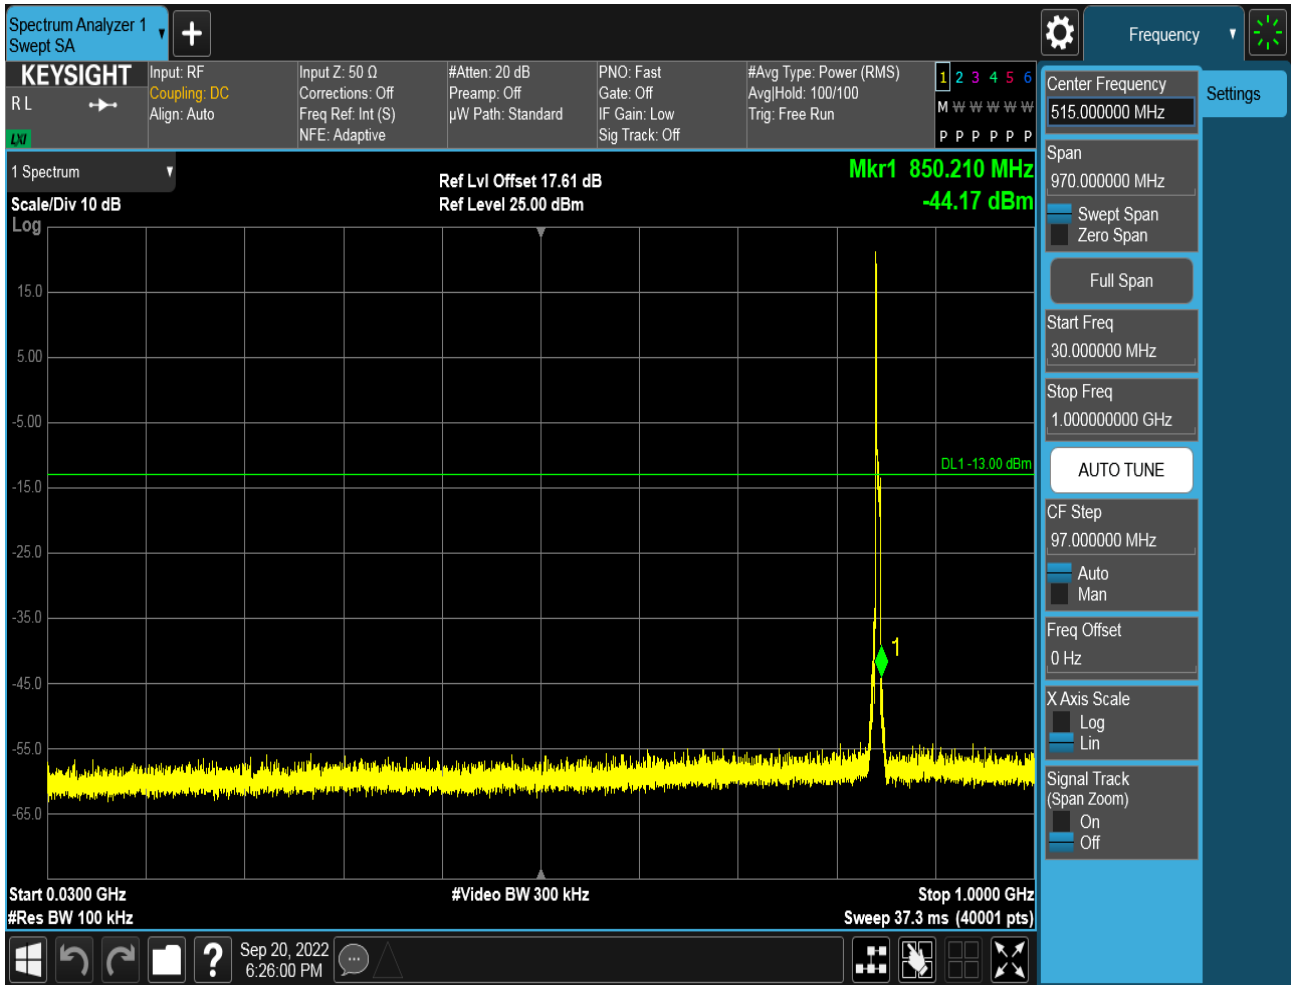 Spectrum Analyzer 1
Swept SA
Frequency
KEYSIGHT
R L
LXI
Input: RF
Coupling: DC
Align: Auto
Input Z: 50 Ω
Corrections: Off
Freq Ref: Int (S)
NFE: Adaptive
#Atten: 20 dB
Preamp: Off
µW Path: Standard
PNO: Fast
Gate: Off
IF Gain: Low
Sig Track: Off
#Avg Type: Power (RMS)
Avg|Hold: 100/100
Trig: Free Run
1 2 3 4 5 6
M W W W W W
P P P P P P
1 Spectrum
Scale/Div 10 dB
Log
Ref Lvl Offset 17.61 dB
Ref Level 25.00 dBm
Mkr1 850.210 MHz
-44.17 dBm
15.0
5.00
-5.00
DL1 -13.00 dBm
-15.0
-25.0
-35.0
1
-45.0
-55.0
-65.0
Start 0.0300 GHz
#Video BW 300 kHz
Stop 1.0000 GHz
#Res BW 100 kHz
Sweep 37.3 ms (40001 pts)
Sep 20, 2022
6:26:00 PM
Center Frequency
515.000000 MHz
Settings
Span
970.000000 MHz
Swept Span
Zero Span
Full Span
Start Freq
30.000000 MHz
Stop Freq
1.000000000 GHz
AUTO TUNE
CF Step
97.000000 MHz
Auto
Man
Freq Offset
0 Hz
X Axis Scale
Log
Lin
Signal Track
(Span Zoom)
On
Off